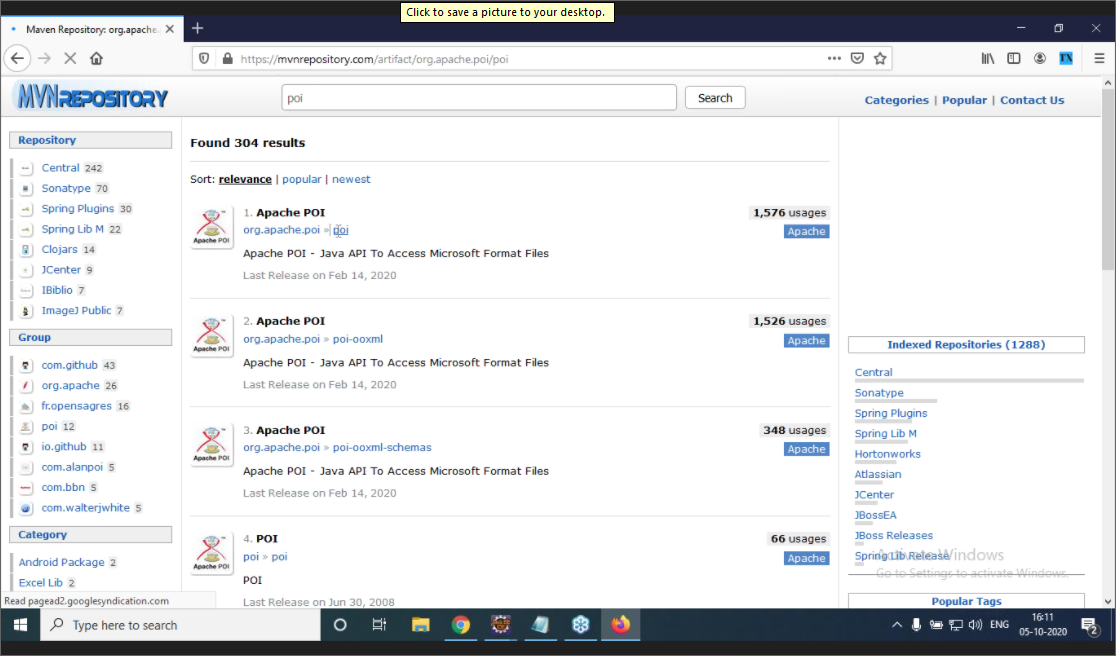 Click to save a picture to your desktop.
Maven Repository: org.apache.
https://mvnrepository.com/artifact/org.apache.poi/poi
MVNREPOSITORY
poi
Search
Categories | Popular | Contact Us
Repository
Central 242
Sonatype 70
Spring Plugins 30
Spring Lib M 22
Clojars 14
JCenter 9
IBiblio 7
ImageJ Public 7
Group
com.github 43
org.apache 26
fr.opensagres 16
poi 12
io.github 11
com.alanpoi 5
com.bbn 5
com.walterjwhite 5
Category
Android Package 2
Excel Lib 2
Read pagead2.googlesyndication.com
Found 304 results
Sort: relevance | popular | newest
1. Apache POI
1,576 usages
org.apache.poi » poi
Apache
Apache POI - Java API To Access Microsoft Format Files
Last Release on Feb 14, 2020
Apache POI
2. Apache POI
1,526 usages
org.apache.poi » poi-ooxml
Apache
Apache POI - Java API To Access Microsoft Format Files
Last Release on Feb 14, 2020
Apache POI
3. Apache POI
348 usages
org.apache.poi » poi-ooxml-schemas
Apache
Apache POI - Java API To Access Microsoft Format Files
Last Release on Feb 14, 2020
Apache POI
4. POI
66 usages
poi » poi
Apache
POI
Last Release on Jun 30, 2008
Apache POI
Indexed Repositories (1288)
Central
Sonatype
Spring Plugins
Spring Lib M
Hortonworks
Atlassian
JCenter
JBossEA
JBoss Releases
Spring Lib Release
Activate Windows
Go to Settings to activate Windows.
Popular Tags
Type here to search
ENG
16:11
05-10-2020
2